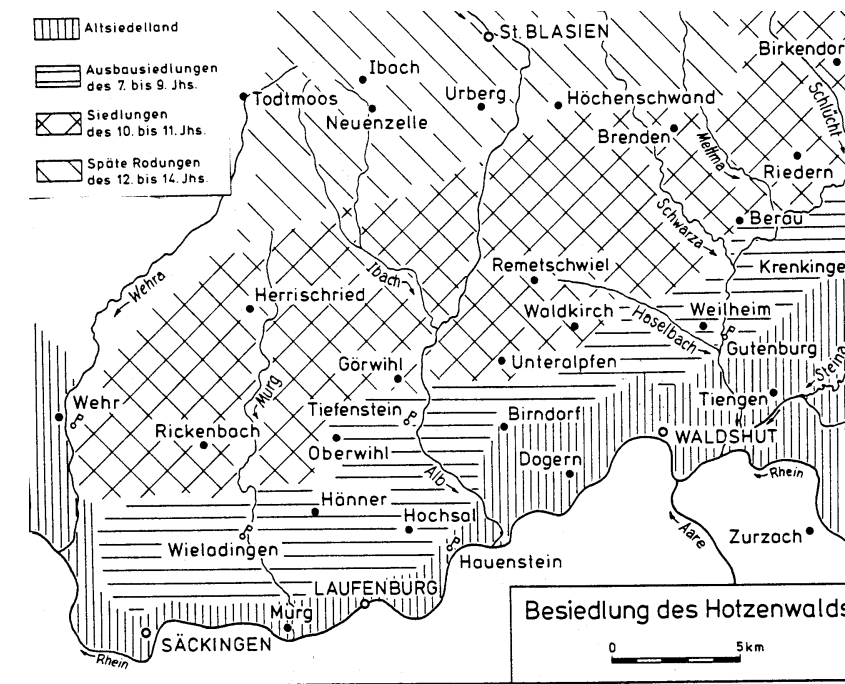 Altsiedelland
Ausbausiedlungen
des 7. bis 9. Jhs.
Siedlungen
des 10. bis 11. Jhs.
Späte Rodungen
des 12. bis 14. Jhs.
St. BLASIEN
Birkendor
Ibach
Todtmoos
Neuenzelle
Urberg
Höchenschwand
Brenden
Mettma
Schlücht
Riedern
Berau
Schwarza
Krenkinge
Wehra
Ibach
Remetschwiel
Herrischried
Waldkirch
Haselbach
Weilheim
Gutenburg
Steina
Görwihl
Unteralpfen
Murg
Wehr
Tiengen
Tiefenstein
Birndorf
Rickenbach
Oberwihl
WALDSHUT
Alb
Dogern
Rhein
Hänner
Hochsal
Aare
Zurzach
Wieladingen
Hauenstein
LAUFENBURG
Murg
SÄCKINGEN
Rhein
Besiedlung des Hotzenwalds
0 5km